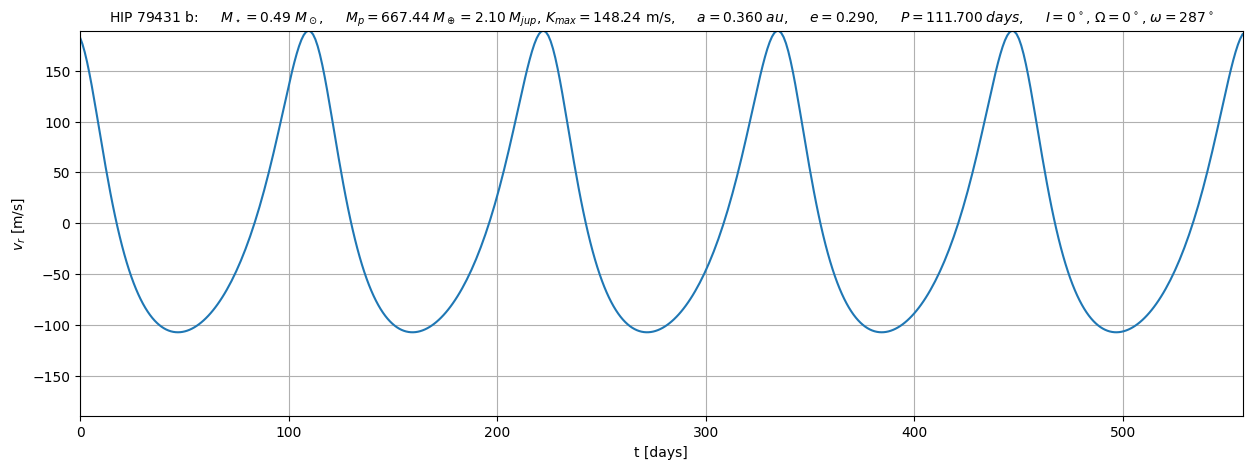 HIP 79431 b: M⋆ = 0.49 M⊙, Mp = 667.44 M⊕ = 2.10 Mjup, Kmax = 148.24 m/s, a = 0.360 au, e = 0.290, P = 111.700 days, I = 0°, Ω = 0°, ω = 287°
150
100
50
0
−50
−100
−150
vr [m/s]
0 100 200 300 400 500
t [days]